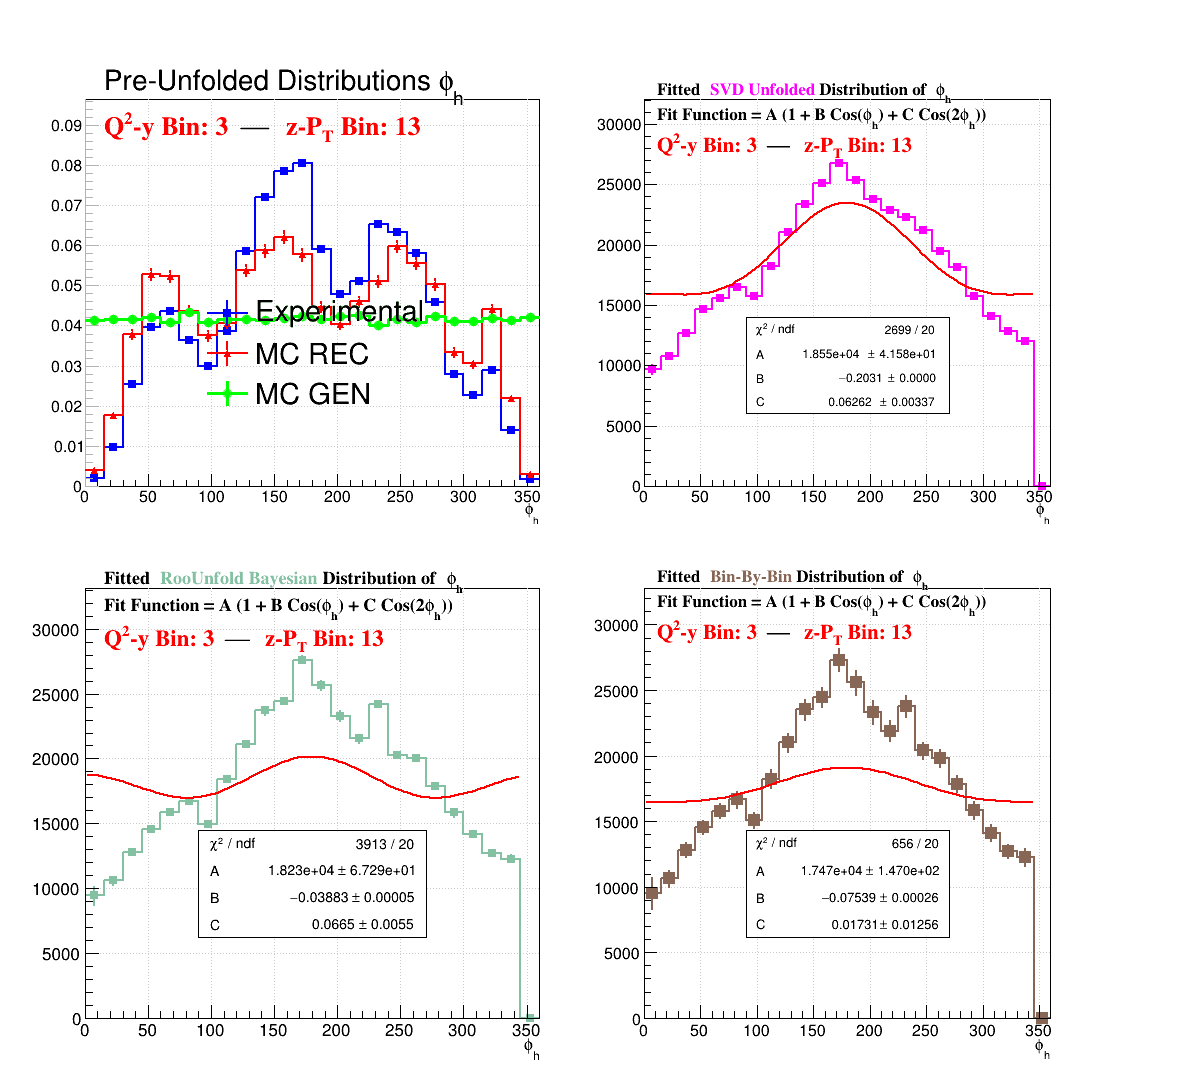 Pre-Unfolded Distributions ϕh
Q2-y Bin: 3 — z-PT Bin: 13
0.09
0.08
0.07
0.06
0.05
0.04
0.03
0.02
0.01
0
Experimental
MC REC
MC GEN
0 50 100 150 200 250 300 350
ϕh
Fitted SVD Unfolded Distribution of ϕh
Fit Function = A (1 + B Cos(ϕh) + C Cos(2ϕh))
Q2-y Bin: 3 — z-PT Bin: 13
30000
25000
20000
15000
10000
5000
0
χ2 / ndf 2699 / 20
A 1.855e+04 ± 4.158e+01
B −0.2031 ± 0.0000
C 0.06262 ± 0.00337
0 50 100 150 200 250 300 350
ϕh
Fitted RooUnfold Bayesian Distribution of ϕh
Fit Function = A (1 + B Cos(ϕh) + C Cos(2ϕh))
Q2-y Bin: 3 — z-PT Bin: 13
30000
25000
20000
15000
10000
5000
0
χ2 / ndf 3913 / 20
A 1.823e+04 ± 6.729e+01
B −0.03883 ± 0.00005
C 0.0665 ± 0.0055
0 50 100 150 200 250 300 350
ϕh
Fitted Bin-By-Bin Distribution of ϕh
Fit Function = A (1 + B Cos(ϕh) + C Cos(2ϕh))
Q2-y Bin: 3 — z-PT Bin: 13
30000
25000
20000
15000
10000
5000
0
χ2 / ndf 656 / 20
A 1.747e+04 ± 1.470e+02
B −0.07539 ± 0.00026
C 0.01731 ± 0.01256
0 50 100 150 200 250 300 350
ϕh